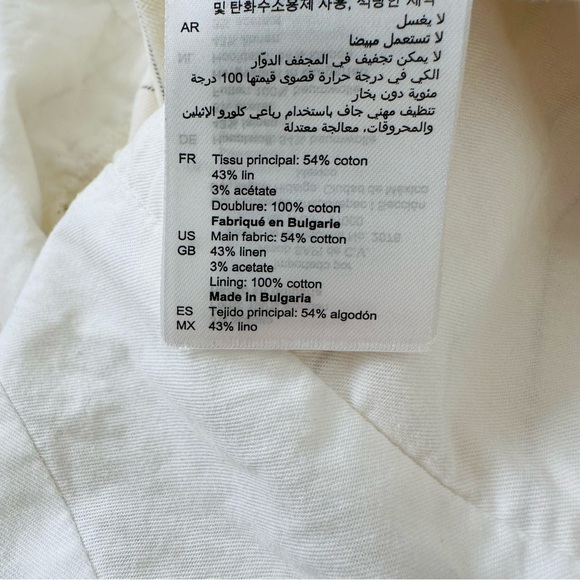 및 탄화수소용제 사용, 적당한 세척
AR لا يغسل
لا تستعمل مبيضا
لا يمكن تجفيف في المجفف الدوّار
الكي في درجة حرارة قصوى قيمتها 100 درجة
مئوية دون بخار
تنظيف مهني جاف باستخدام رباعي كلورو الإثيلين
والمحروقات، معالجة معتدلة
FR Tissu principal: 54% coton
43% lin
3% acétate
Doublure: 100% coton
Fabriqué en Bulgarie
US Main fabric: 54% cotton
GB 43% linen
3% acetate
Lining: 100% cotton
Made in Bulgaria
ES Tejido principal: 54% algodón
MX 43% lino